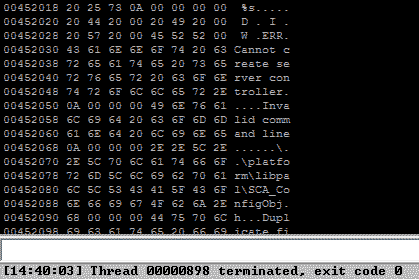 00452018 20 25 73 0A 00 00 00 00  %s.....
00452020 20 44 20 00 20 49 20 00  D . I .
00452028 20 57 20 00 45 52 52 00  W .ERR.
00452030 43 61 6E 6E 6F 74 20 63 Cannot c
00452038 72 65 61 74 65 20 73 65 reate se
00452040 72 76 65 72 20 63 6F 6E rver con
00452048 74 72 6F 6C 6C 65 72 2E troller.
00452050 0A 00 00 00 49 6E 76 61 ....Inva
00452058 6C 69 64 20 63 6F 6D 6D lid comm
00452060 61 6E 64 20 6C 69 6E 65 and line
00452068 0A 00 00 00 2E 2E 5C 2E ......\.
00452070 2E 5C 70 6C 61 74 66 6F .\platfo
00452078 72 6D 5C 6C 69 62 70 61 rm\libpa
00452080 6C 5C 53 43 41 5F 43 6F l\SCA_Co
00452088 6E 66 69 67 4F 62 6A 2E nfigObj.
00452090 68 00 00 00 44 75 70 6C h...Dupl
00452098 69 63 61 74 65 20 66 69 icate fi
[14:40:03] Thread 00000898 terminated, exit code 0